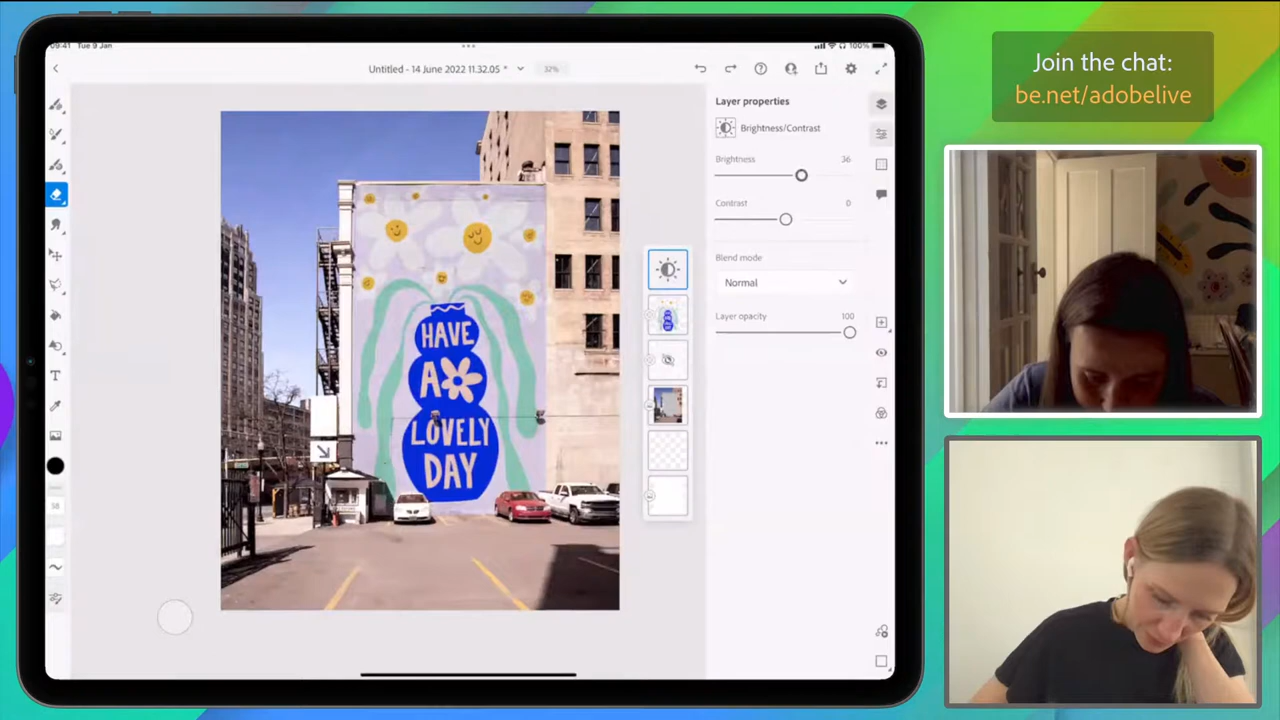 09:41 Tue 9 Jan
100%
Untitled - 14 June 2022 11.32.05 *
32%
Layer properties
Brightness/Contrast
Brightness 36
Contrast 0
Blend mode
Normal
Layer opacity 100
HAVE
A
LOVELY
DAY
Join the chat:
be.net/adobelive